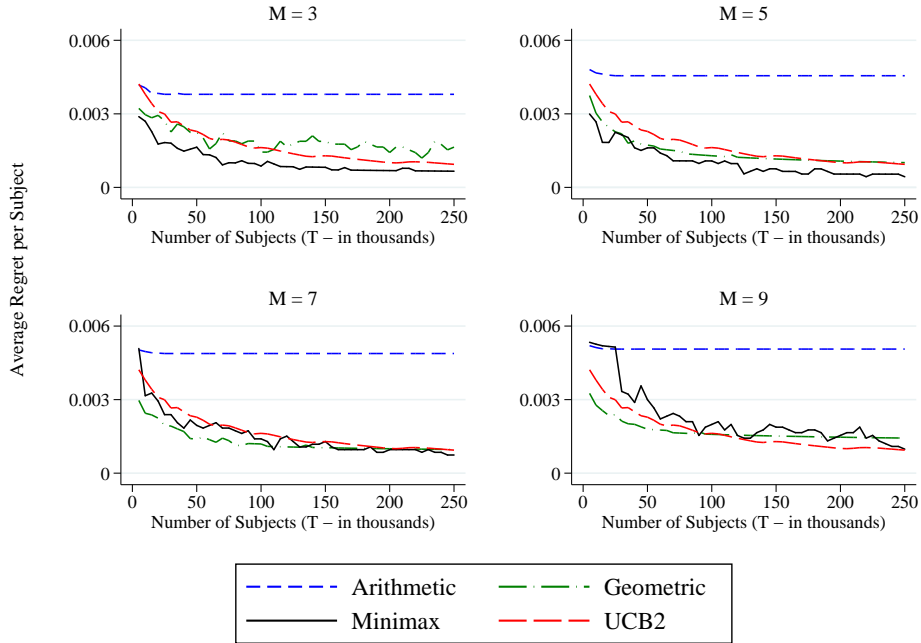 M = 3
M = 5
0.006
0.003
0
0 50 100 150 200 250
Number of Subjects (T − in thousands)
0.006
0.003
0
0 50 100 150 200 250
Number of Subjects (T − in thousands)
Average Regret per Subject
M = 7
M = 9
0.006
0.003
0
0 50 100 150 200 250
Number of Subjects (T − in thousands)
0.006
0.003
0
0 50 100 150 200 250
Number of Subjects (T − in thousands)
Arithmetic
Geometric
Minimax
UCB2